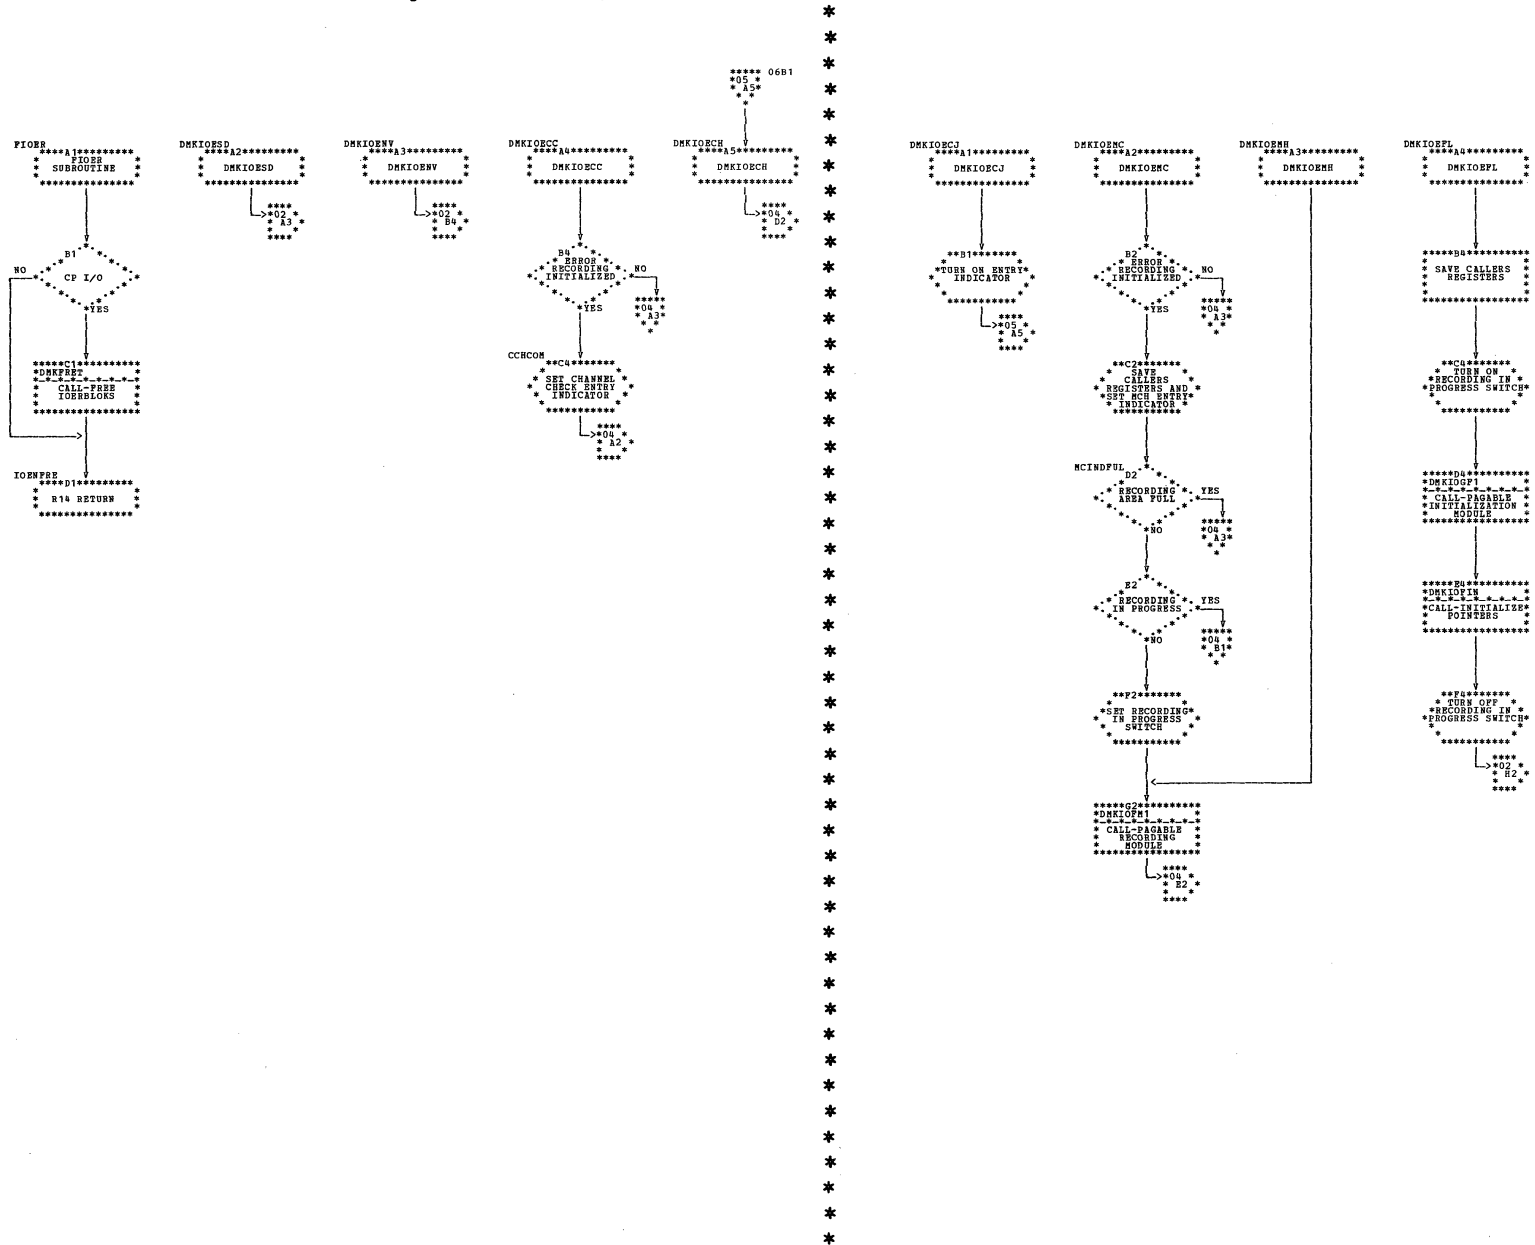 05
A5
06B1
FIOER
A1
FIOER
SUBROUTINE
B1
CP I/O
NO
YES
C1
DMKFRET
CALL-FREE
IOERBLOKS
IOENFRE
D1
R14 RETURN
DMKIOESD
A2
DMKIOESD
02
A3
DMKIOENV
A3
DMKIOENV
02
B4
DMKIOECC
A4
DMKIOECC
B4
ERROR
RECORDING
INITIALIZED
NO
04
A3
YES
CCHCOM
C4
SET CHANNEL
CHECK ENTRY
INDICATOR
04
A2
DMKIOECH
A5
DMKIOECH
04
D2
DMKIOECJ
A1
DMKIOECJ
B1
TURN ON ENTRY
INDICATOR
05
A5
DMKIOEMC
A2
DMKIOEMC
B2
ERROR
RECORDING
INITIALIZED
NO
04
A3
YES
C2
SAVE
CALLERS
REGISTERS AND
SET MCH ENTRY
INDICATOR
MCINDFUL
D2
RECORDING
AREA FULL
YES
04
A3
NO
E2
RECORDING
IN PROGRESS
YES
04
B1
NO
F2
SET RECORDING
IN PROGRESS
SWITCH
G2
DMKIOFM1
CALL-PAGABLE
RECORDING
MODULE
04
E2
DMKIOEMH
A3
DMKIOEMH
DMKIOEFL
A4
DMKIOEFL
B4
SAVE CALLERS
REGISTERS
C4
TURN ON
RECORDING IN
PROGRESS SWITCH
D4
DMKIOGF1
CALL-PAGABLE
INITIALIZATION
MODULE
E4
DMKIOFIN
CALL-INITIALIZE
POINTERS
F4
TURN OFF
RECORDING IN
PROGRESS SWITCH
02
H2